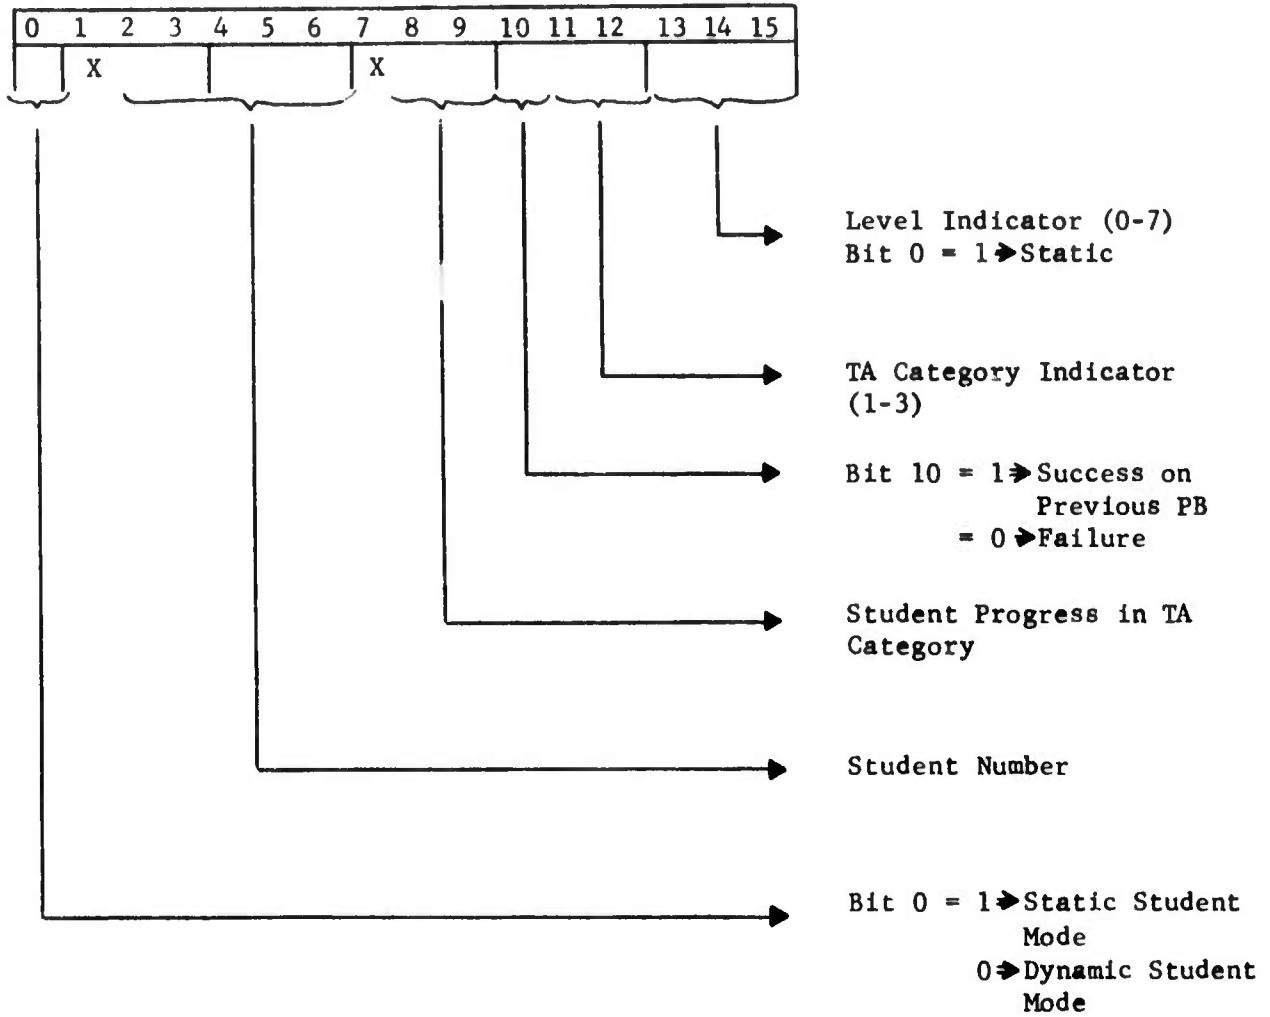 0 1 2 3 4 5 6 7 8 9 10 11 12 13 14 15
X X
Level Indicator (0-7)
Bit 0 = 1➔Static
TA Category Indicator
(1-3)
Bit 10 = 1➔Success on
Previous PB
= 0➔Failure
Student Progress in TA
Category
Student Number
Bit 0 = 1➔Static Student
Mode
0➔Dynamic Student
Mode